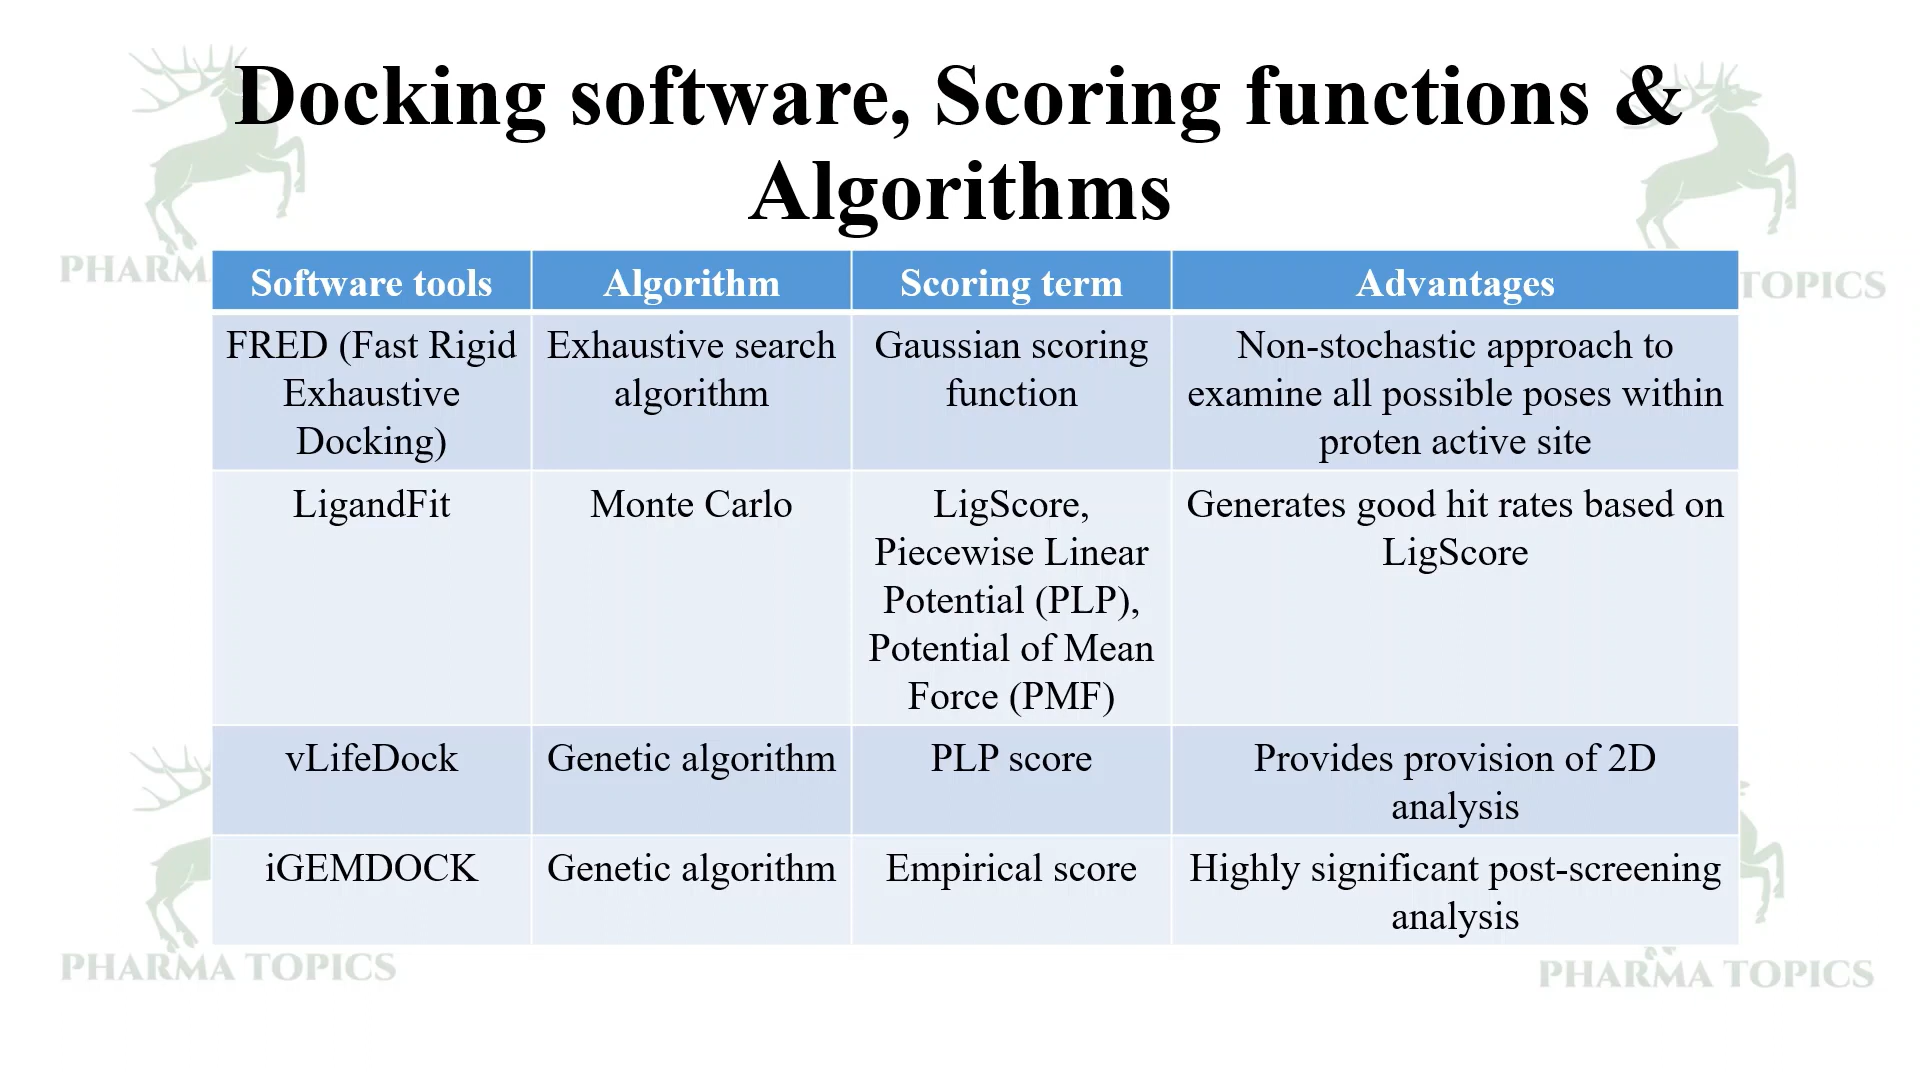 Docking software, Scoring functions &
Algorithms
PHARM
TOPICS
Software tools
Algorithm
Scoring term
Advantages
FRED (Fast Rigid
Exhaustive
Docking)
Exhaustive search
algorithm
Gaussian scoring
function
Non-stochastic approach to
examine all possible poses within
proten active site
LigandFit
Monte Carlo
LigScore,
Piecewise Linear
Potential (PLP),
Potential of Mean
Force (PMF)
Generates good hit rates based on
LigScore
vLifeDock
Genetic algorithm
PLP score
Provides provision of 2D
analysis
iGEMDOCK
Genetic algorithm
Empirical score
Highly significant post-screening
analysis
PHARMA TOPICS
PHARMA TOPICS